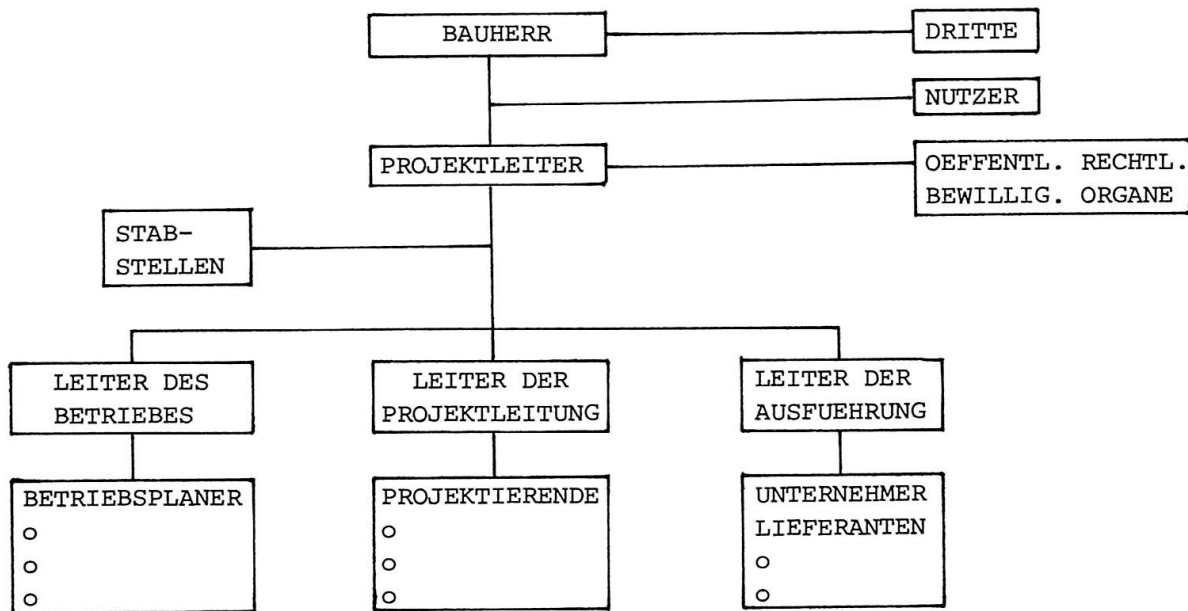 BAUHERR
DRITTE
NUTZER
PROJEKTLEITER
OEFFENTL. RECHTL.
BEWILLIG. ORGANE
STAB-
STELLEN
LEITER DES
BETRIEBES
LEITER DER
PROJEKTLEITUNG
LEITER DER
AUSFUEHRUNG
BETRIEBSPLANER
o
o
o
PROJEKTIERENDE
o
o
o
UNTERNEHMER
LIEFERANTEN
o
o